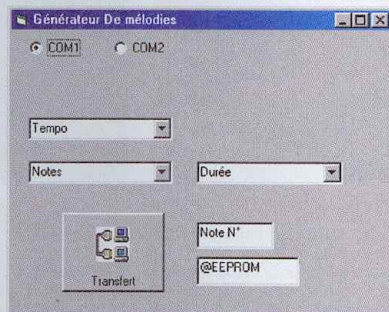 Générateur De mélodies
COM1 COM2
Tempo
Notes Durée
Note N°
@EEPROM
Transfert